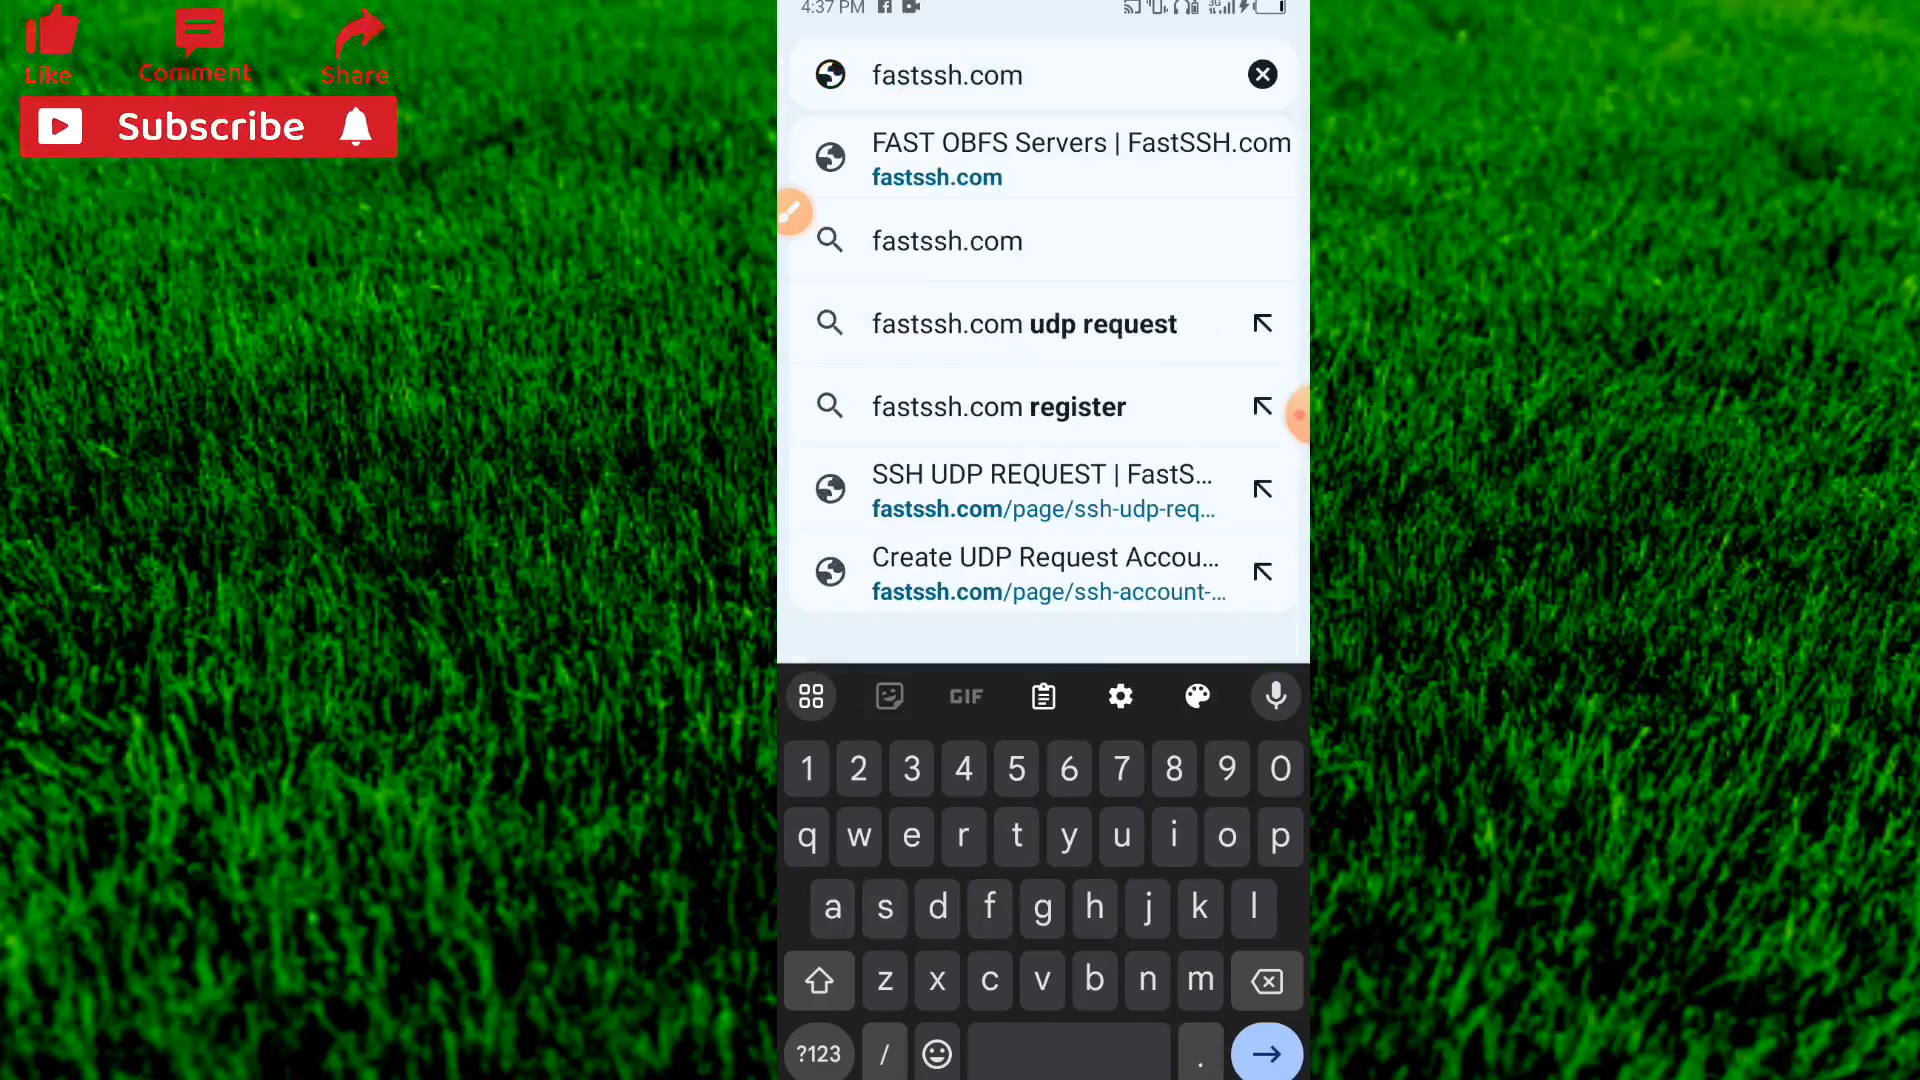 Like
Comment
Share
Subscribe
4:37 PM
3G
fastssh.com
FAST OBFS Servers | FastSSH.com
fastssh.com
fastssh.com
fastssh.com udp request
fastssh.com register
SSH UDP REQUEST | FastS...
fastssh.com/page/ssh-udp-req...
Create UDP Request Accou...
fastssh.com/page/ssh-account-...
GIF
1 2 3 4 5 6 7 8 9 0
q w e r t y u i o p
a s d f g h j k l
z x c v b n m
?123 / .